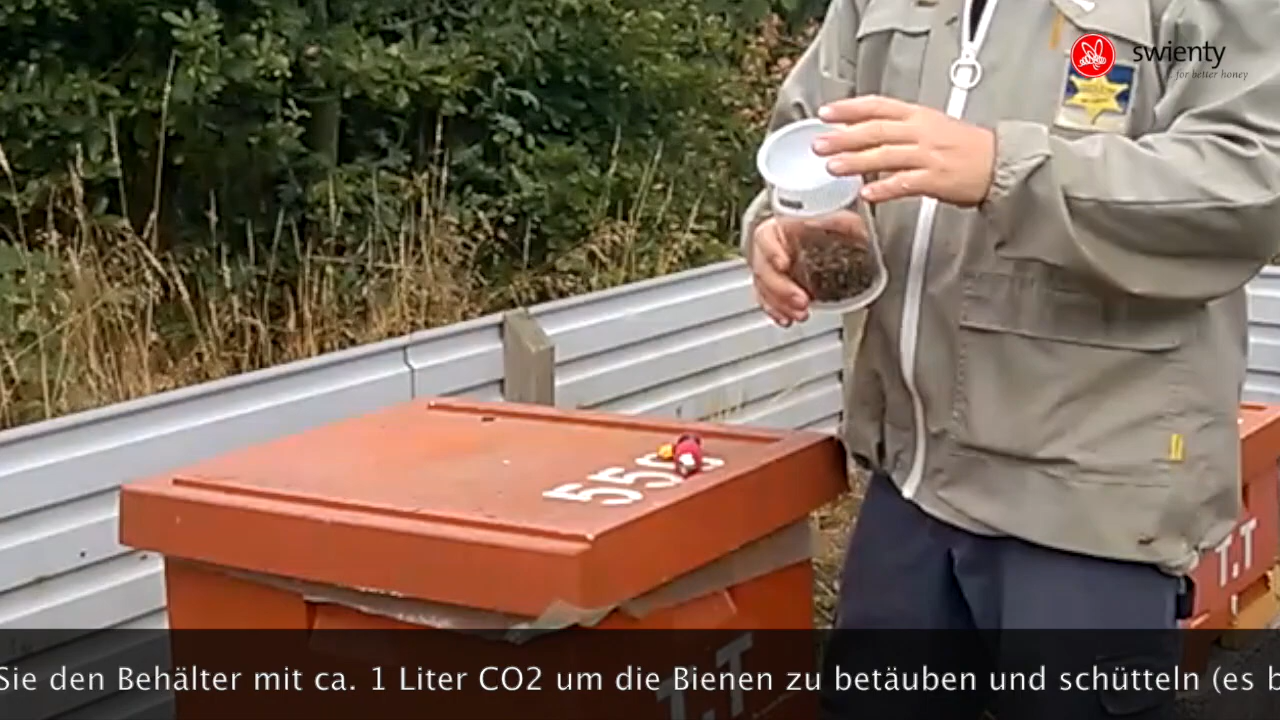 swienty
for better honey
55
T.T
T.T
Sie den Behälter mit ca. 1 Liter CO2 um die Bienen zu betäuben und schütteln (es b